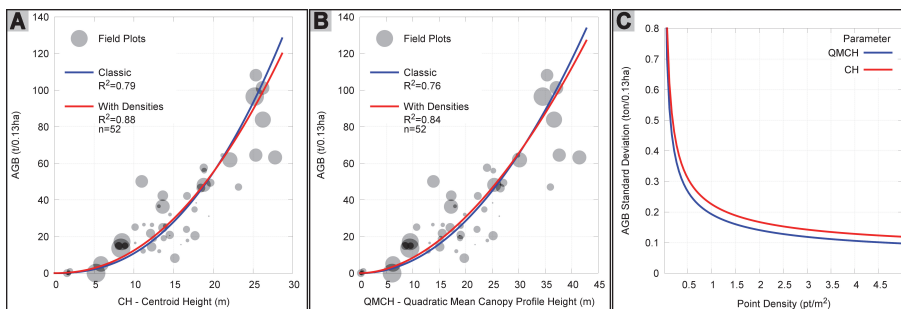 A
140
120
100
80
60
40
20
0
AGB (t/0.13ha)
Field Plots
Classic
R²=0.79
With Densities
R²=0.88
n=52
0 5 10 15 20 25 30
CH - Centroid Height (m)
B
140
120
100
80
60
40
20
0
AGB (t/0.13ha)
Field Plots
Classic
R²=0.76
With Densities
R²=0.84
n=52
0 5 10 15 20 25 30 35 40 45
QMCH - Quadratic Mean Canopy Profile Height (m)
C
0.8
0.7
0.6
0.5
0.4
0.3
0.2
0.1
AGB Standard Deviation (ton/0.13ha)
Parameter
QMCH
CH
0.5 1 1.5 2 2.5 3 3.5 4 4.5
Point Density (pt/m²)